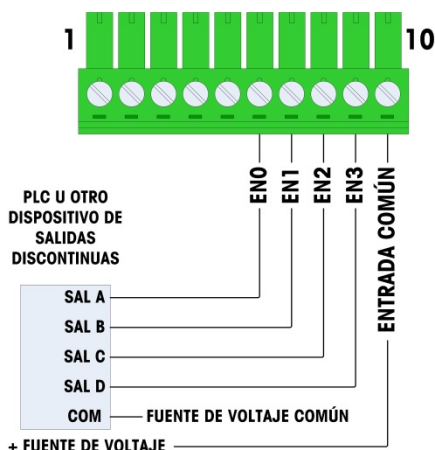 1
10
EN0
EN1
EN2
EN3
ENTRADA COMÚN
PLC U OTRO
DISPOSITIVO DE
SALIDAS
DISCONTINUAS
SAL A
SAL B
SAL C
SAL D
COM
FUENTE DE VOLTAJE COMÚN
+ FUENTE DE VOLTAJE